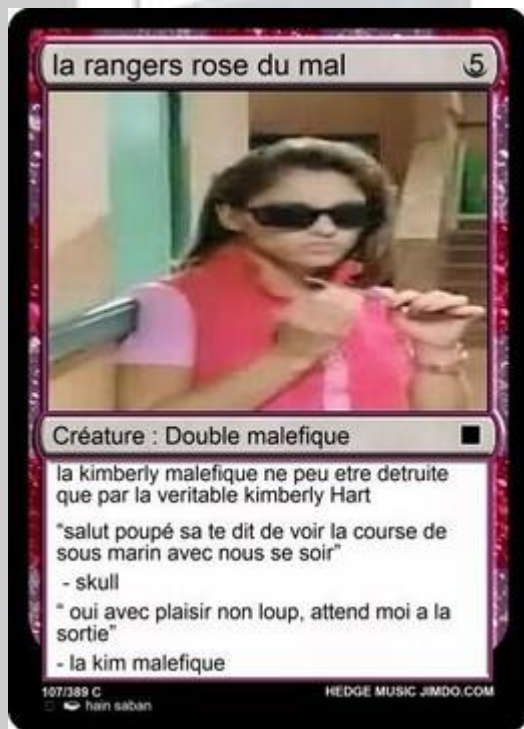 la rangers rose du mal 5
Créature : Double malefique
la kimberly malefique ne peu etre detruite
que par la veritable kimberly Hart
“salut poupé sa te dit de voir la course de
sous marin avec nous se soir”
- skull
“ oui avec plaisir non loup, attend moi a la
sortie”
- la kim malefique
107/389 C
HEDGE MUSIC JIMDO.COM
hain saban